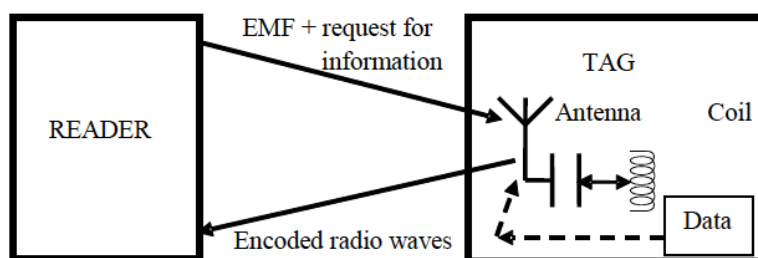 EMF + request for
information
READER
TAG
Antenna
Coil
Data
Encoded radio waves